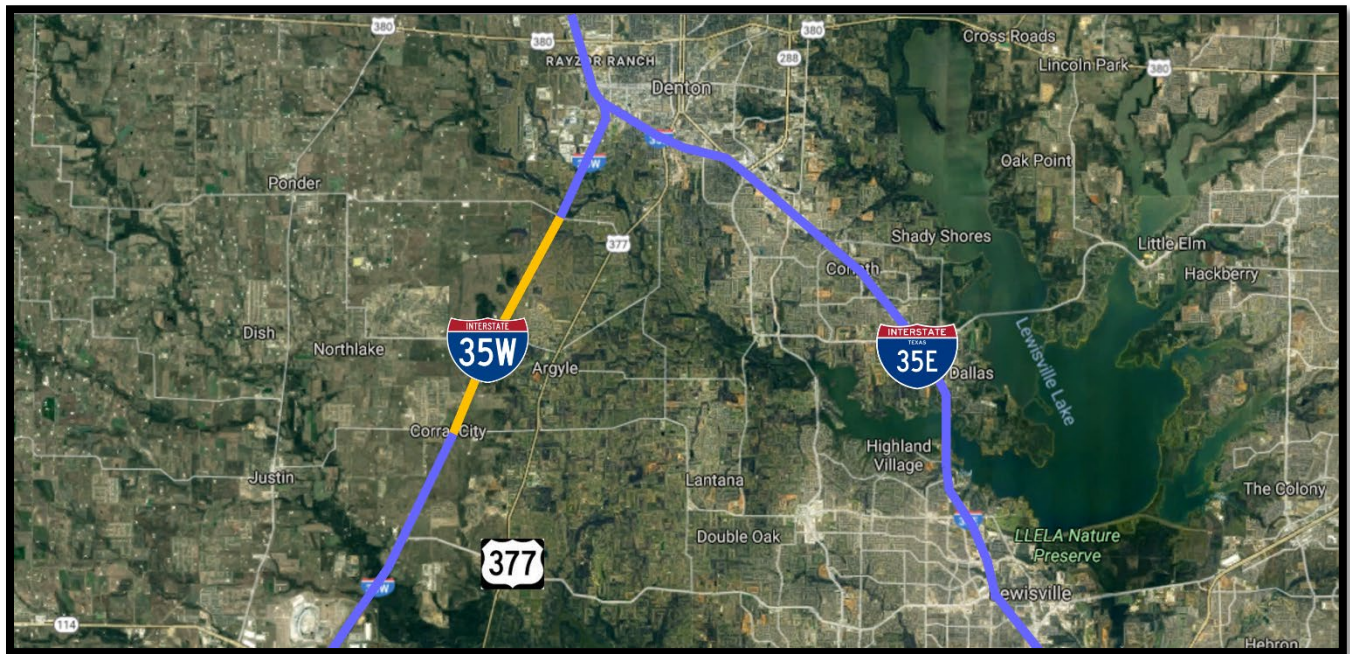 380
380
380
Cross Roads
RAYZOR RANCH
288
Lincoln Park
380
Denton
Oak Point
Ponder
377
Shady Shores
Little Elm
Corinth
Hackberry
Dish
Northlake
INTERSTATE
35W
Argyle
INTERSTATE
TEXAS
35E
Dallas
Lewisville Lake
Corral City
Highland
Village
Justin
Lantana
The Colony
Double Oak
LLELA Nature
Preserve
377
Lewisville
114
Hebron